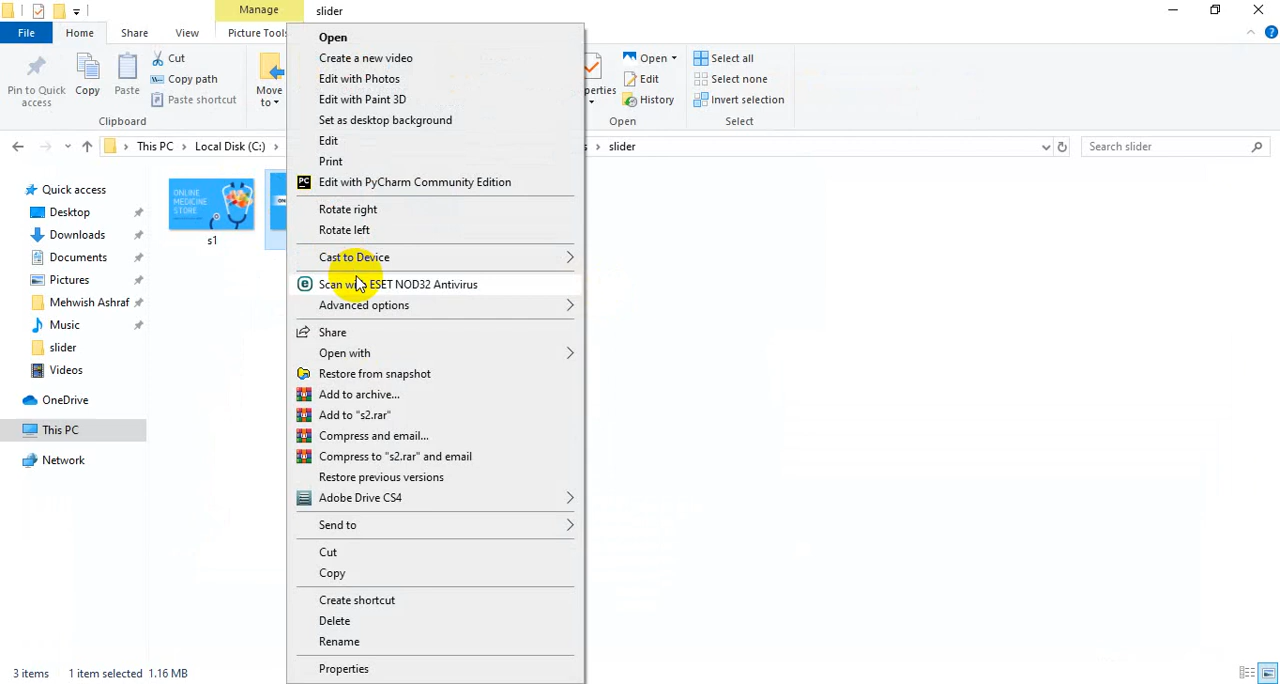 Manage
slider
File
Home
Share
View
Picture Tools
Pin to Quick access
Copy
Paste
Cut
Copy path
Paste shortcut
Clipboard
Move to
Open
Edit
History
Open
Select all
Select none
Invert selection
Select
This PC
Local Disk (C:)
slider
Search slider
Quick access
Desktop
Downloads
Documents
Pictures
Mehwish Ashraf
Music
slider
Videos
OneDrive
This PC
Network
ONLINE
MEDICINE
STORE
s1
Open
Create a new video
Edit with Photos
Edit with Paint 3D
Set as desktop background
Edit
Print
PC Edit with PyCharm Community Edition
Rotate right
Rotate left
Cast to Device
Scan with ESET NOD32 Antivirus
Advanced options
Share
Open with
Restore from snapshot
Add to archive...
Add to "s2.rar"
Compress and email...
Compress to "s2.rar" and email
Restore previous versions
Adobe Drive CS4
Send to
Cut
Copy
Create shortcut
Delete
Rename
Properties
3 items
1 item selected 1.16 MB